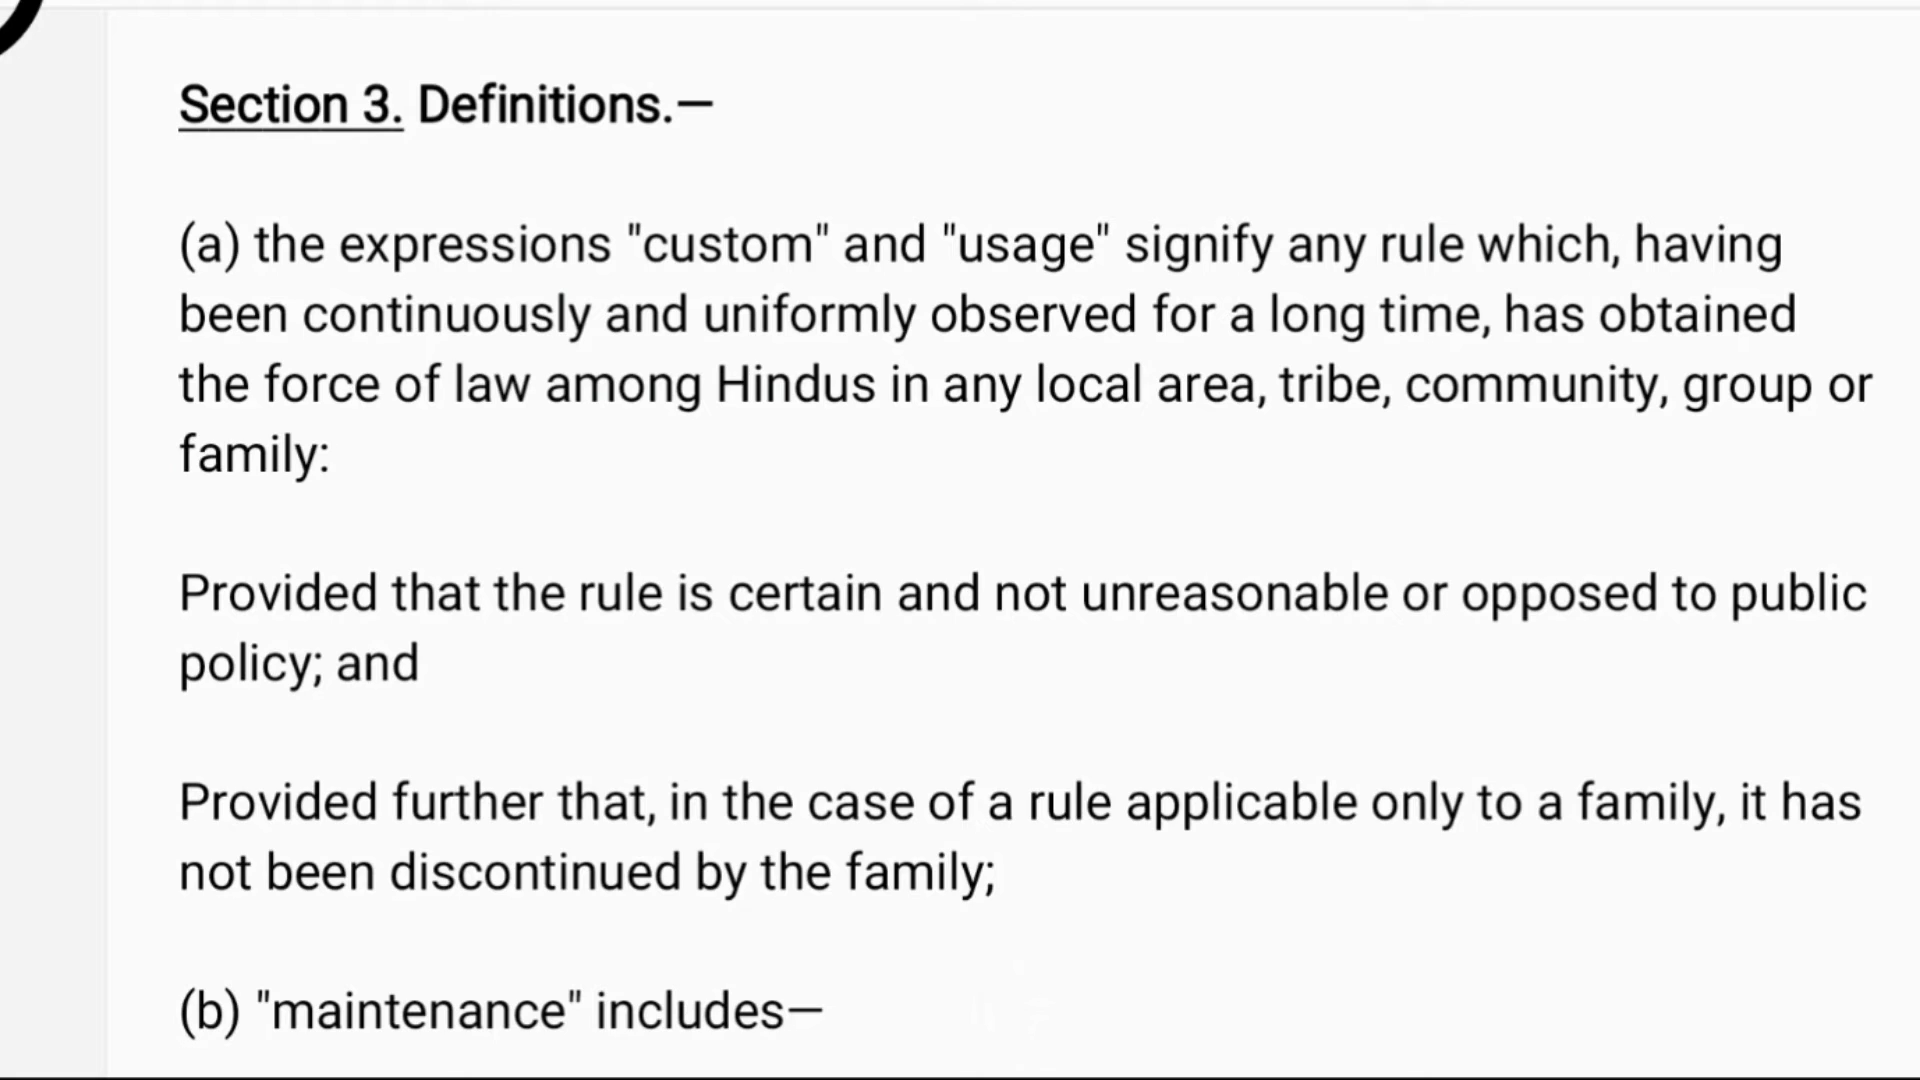 Section 3. Definitions.—
(a) the expressions "custom" and "usage" signify any rule which, having
been continuously and uniformly observed for a long time, has obtained
the force of law among Hindus in any local area, tribe, community, group or
family:
Provided that the rule is certain and not unreasonable or opposed to public
policy; and
Provided further that, in the case of a rule applicable only to a family, it has
not been discontinued by the family;
(b) "maintenance" includes—